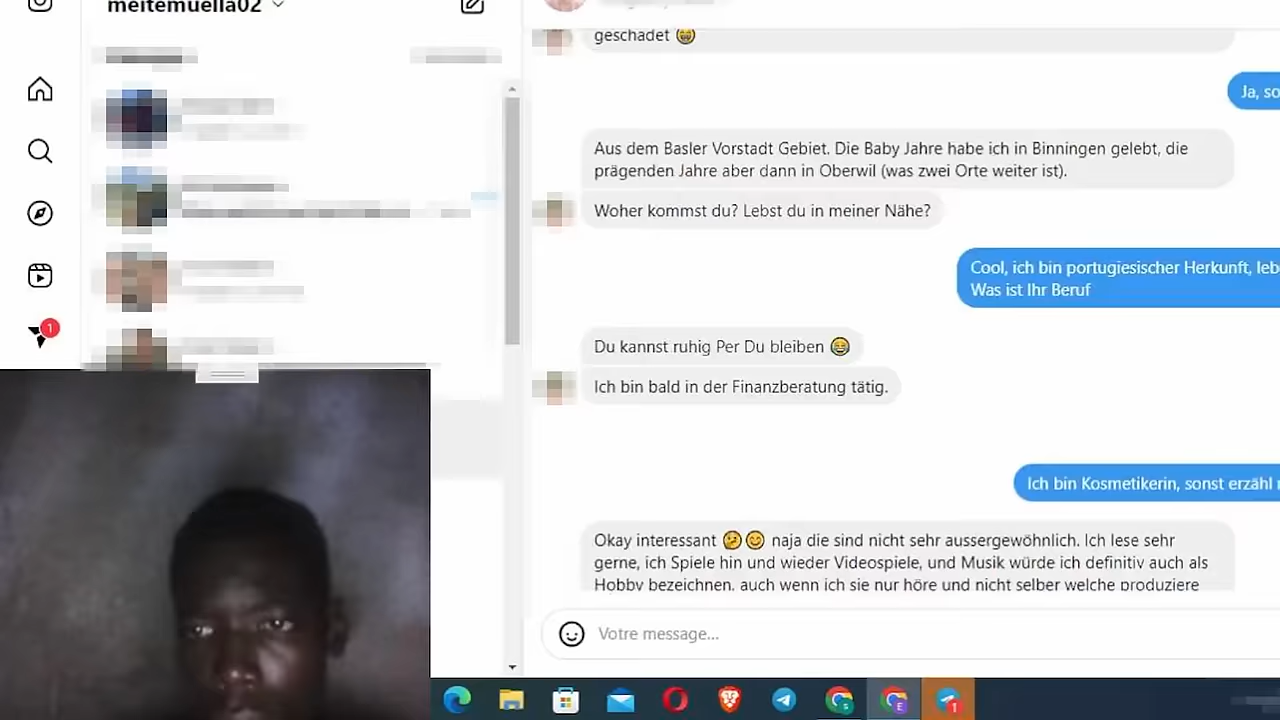 meitemuella02
1
geschadet 😁
Ja, so
Aus dem Basler Vorstadt Gebiet. Die Baby Jahre habe ich in Binningen gelebt, die
prägenden Jahre aber dann in Oberwil (was zwei Orte weiter ist).
Woher kommst du? Lebst du in meiner Nähe?
Cool, ich bin portugiesischer Herkunft, leb
Was ist Ihr Beruf
Du kannst ruhig Per Du bleiben 😂
Ich bin bald in der Finanzberatung tätig.
Ich bin Kosmetikerin, sonst erzähl
Okay interessant 🤔😊 naja die sind nicht sehr aussergewöhnlich. Ich lese sehr
gerne, ich Spiele hin und wieder Videospiele, und Musik würde ich definitiv auch als
Hobby bezeichnen, auch wenn ich sie nur höre und nicht selber welche produziere
Votre message...
S
E
1